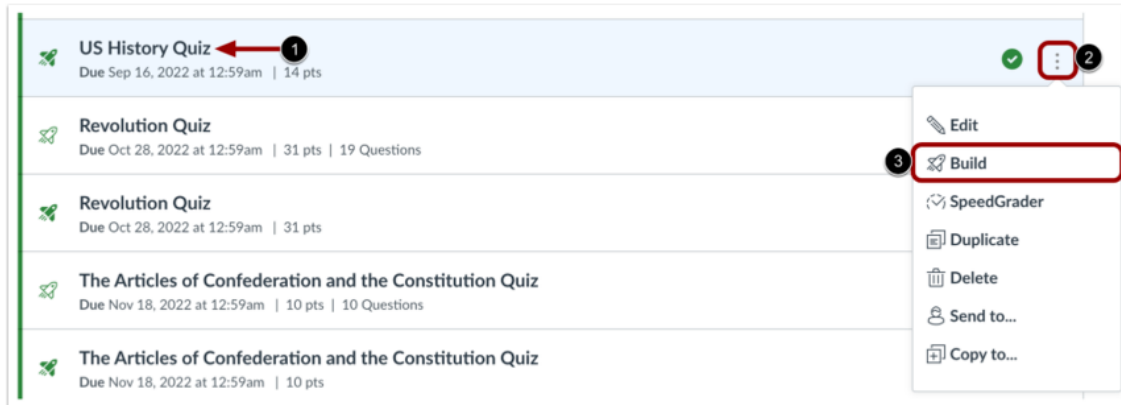 US History Quiz 1
Due Sep 16, 2022 at 12:59am | 14 pts
2
Revolution Quiz
Due Oct 28, 2022 at 12:59am | 31 pts | 19 Questions
Revolution Quiz
Due Oct 28, 2022 at 12:59am | 31 pts
The Articles of Confederation and the Constitution Quiz
Due Nov 18, 2022 at 12:59am | 10 pts | 10 Questions
The Articles of Confederation and the Constitution Quiz
Due Nov 18, 2022 at 12:59am | 10 pts
Edit
3 Build
SpeedGrader
Duplicate
Delete
Send to...
Copy to...